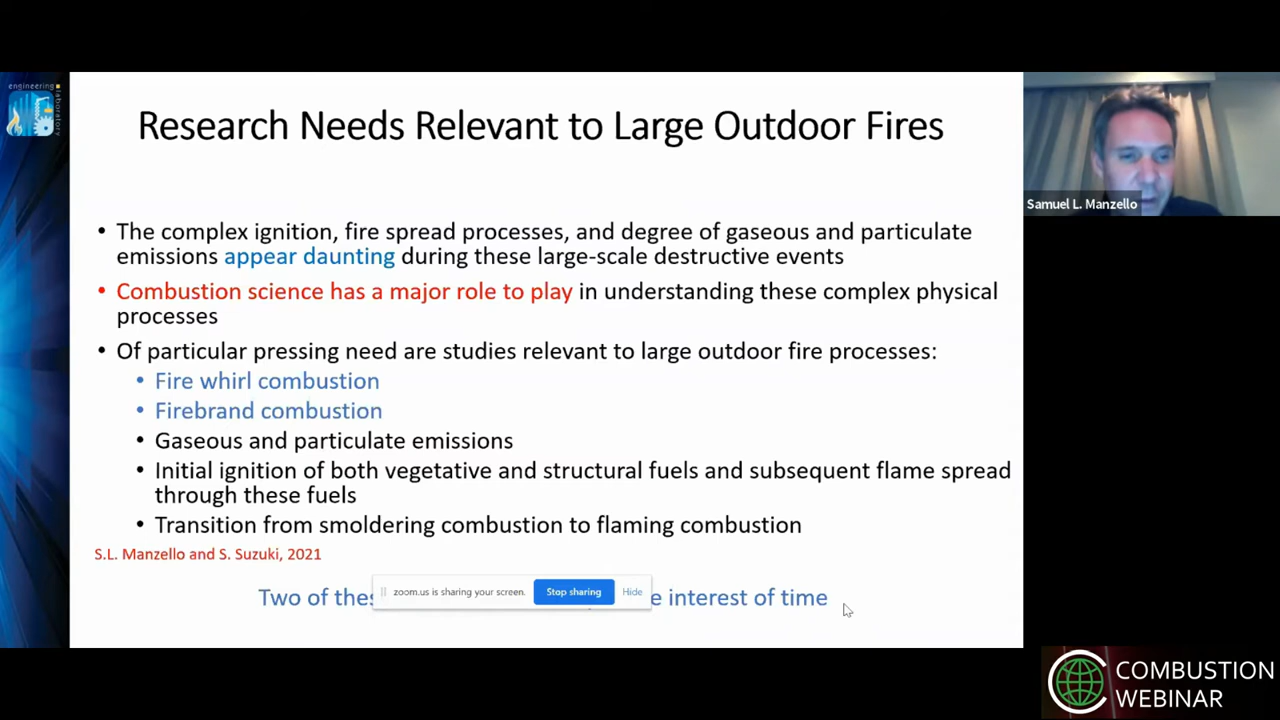 engineering
laboratory
Research Needs Relevant to Large Outdoor Fires
Samuel L. Manzello
• The complex ignition, fire spread processes, and degree of gaseous and particulate
emissions appear daunting during these large-scale destructive events
• Combustion science has a major role to play in understanding these complex physical
processes
• Of particular pressing need are studies relevant to large outdoor fire processes:
• Fire whirl combustion
• Firebrand combustion
• Gaseous and particulate emissions
• Initial ignition of both vegetative and structural fuels and subsequent flame spread
through these fuels
• Transition from smoldering combustion to flaming combustion
S.L. Manzello and S. Suzuki, 2021
zoom.us is sharing your screen. Stop sharing Hide
Two of interest of time
COMBUSTION
WEBINAR